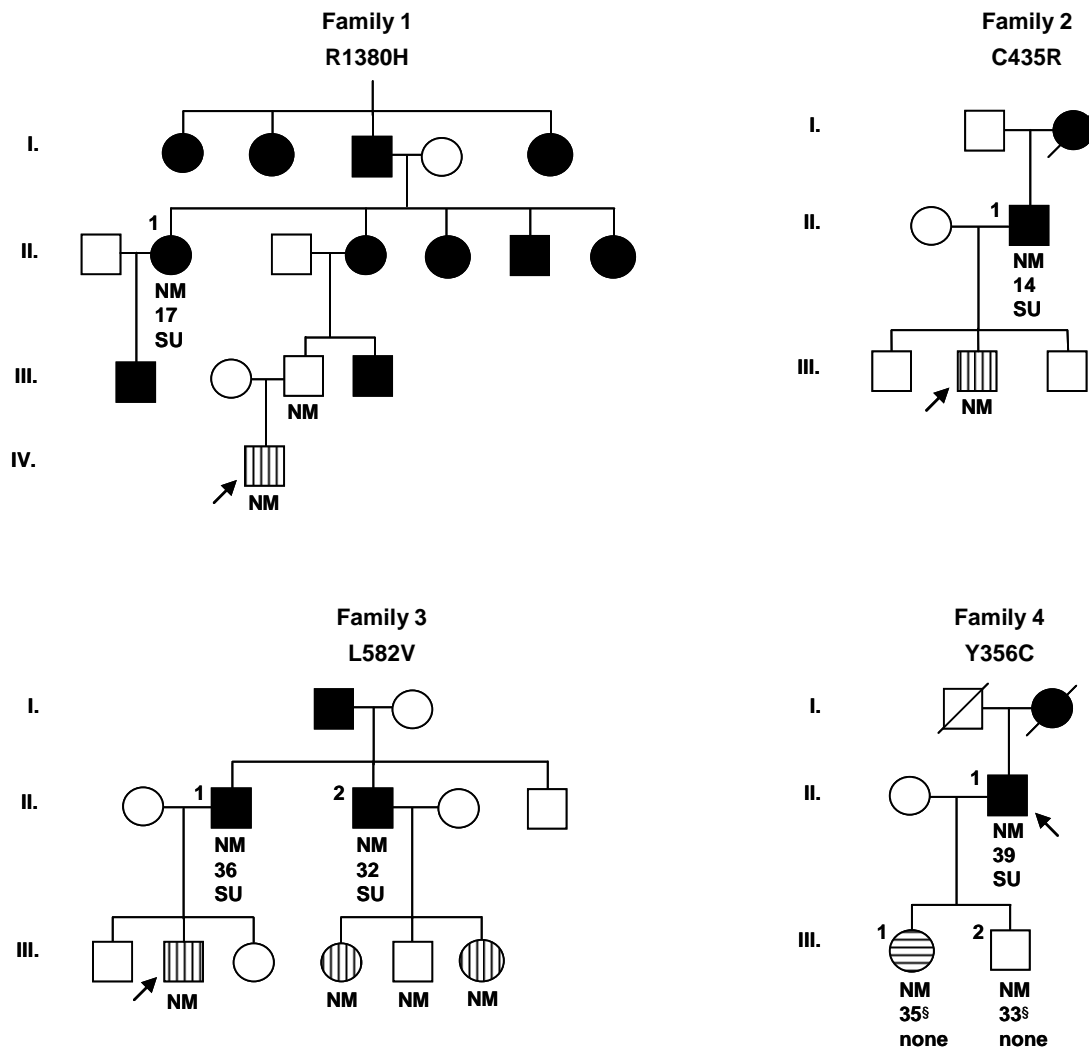 Family 1
R1380H
I.
1
II.
NM
17
SU
III.
NM
IV.
NM
Family 2
C435R
I.
1
II.
NM
14
SU
III.
NM
Family 3
L582V
I.
1 2
II.
NM NM
36 32
SU SU
III.
NM NM NM NM
Family 4
Y356C
I.
1
II.
NM
39
SU
1 2
III.
NM NM
35§ 33§
none none